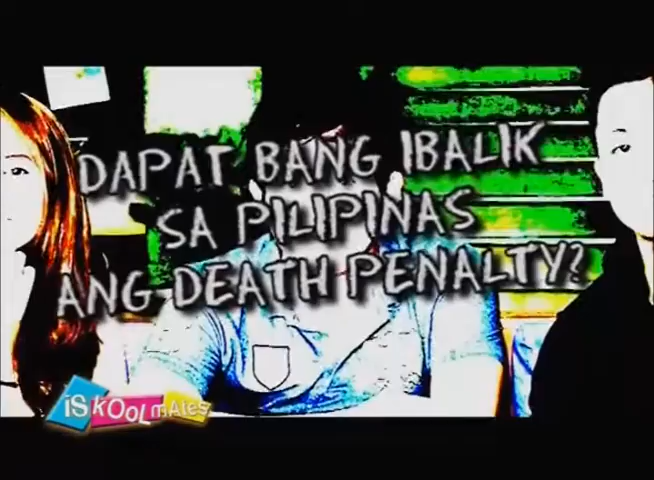 DAPAT BANG IBALIK
SA PILIPINAS
ANG DEATH PENALTY?
iskoolmAtes